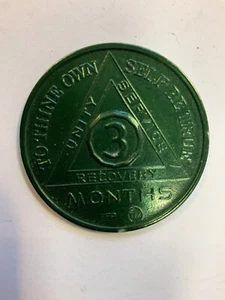 TO THINE OWN SELF BE TRUE
UNITY
SERVICE
3
RECOVERY
MONTHS